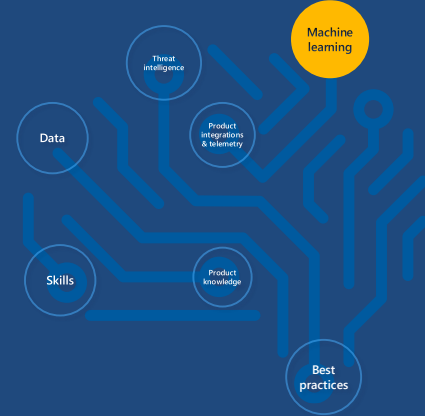 Machine
learning
Threat
intelligence
Product
integrations
& telemetry
Data
Skills
Product
knowledge
Best
practices